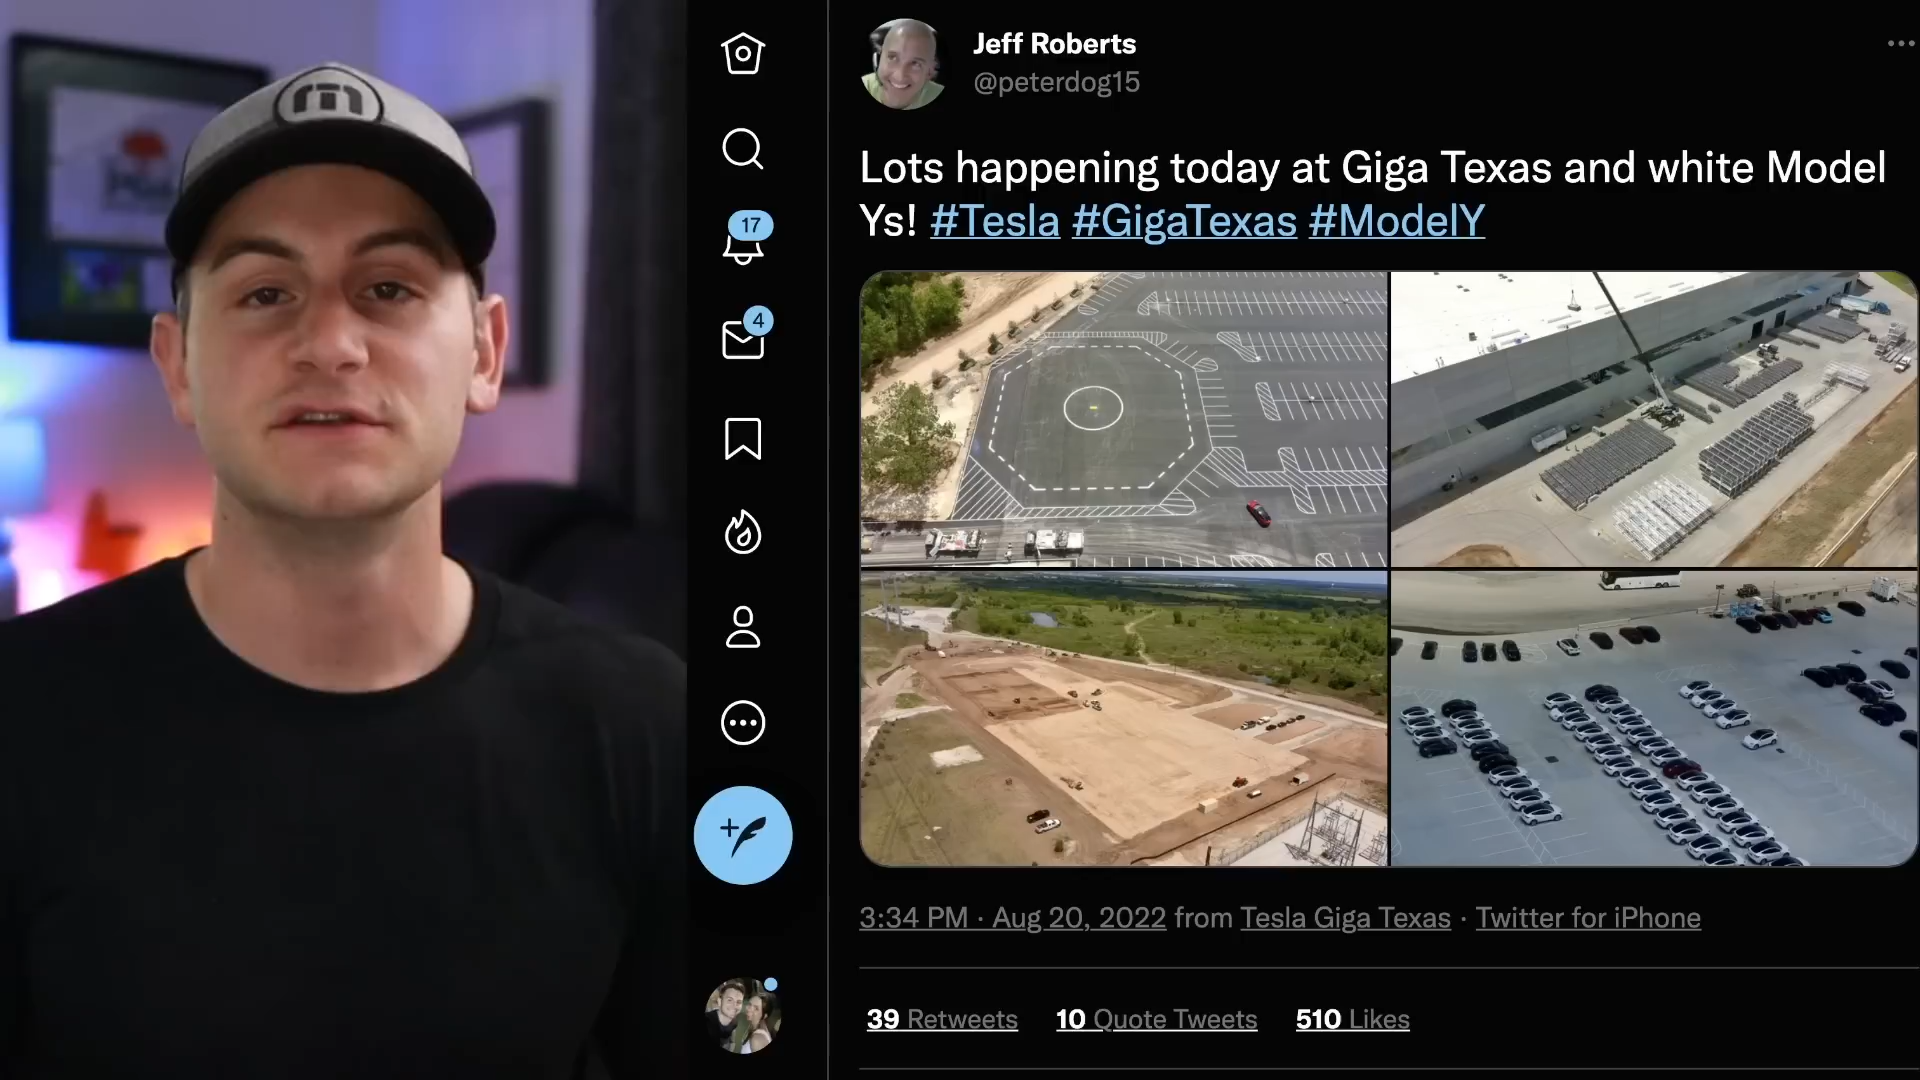 17
4
Jeff Roberts
@peterdog15
Lots happening today at Giga Texas and white Model
Ys! #Tesla #GigaTexas #ModelY
3:34 PM · Aug 20, 2022 from Tesla Giga Texas · Twitter for iPhone
39 Retweets 10 Quote Tweets 510 Likes